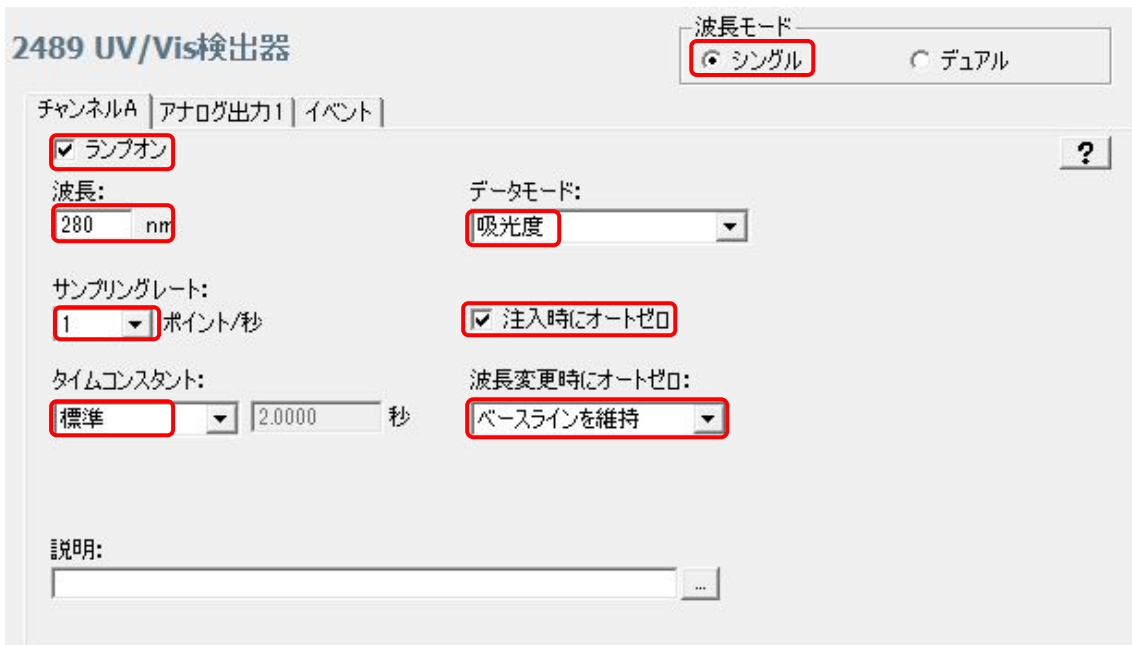 2489 UV/Vis検出器
波長モード
シングル
デュアル
チャンネルA
アナログ出力1
イベント
ランプオン
?
波長:
データモード:
280 nm
吸光度
サンプリングレート:
1 ポイント/秒
注入時にオートゼロ
タイムコンスタント:
波長変更時にオートゼロ:
標準
2.0000 秒
ベースラインを維持
説明:
...